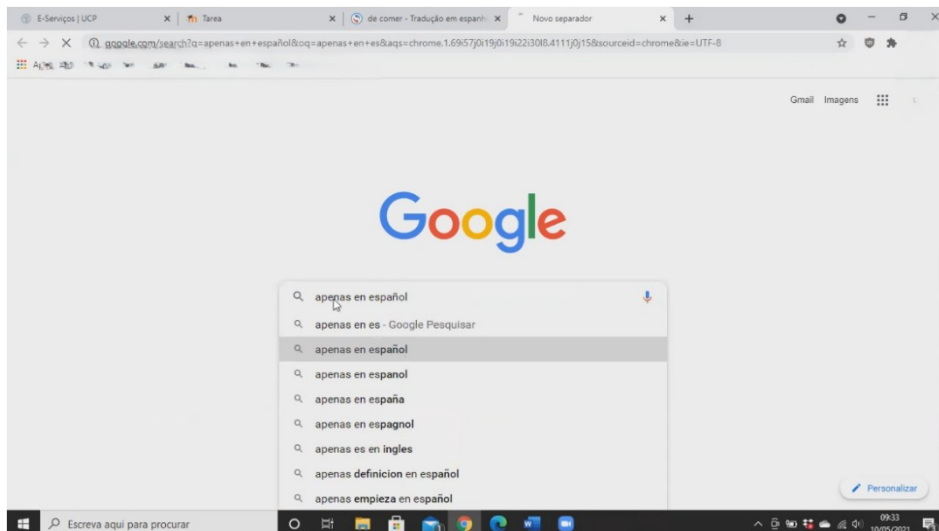 E-Serviços | UCP
Tarea
de comer - Tradução em espanh
Novo separador
google.com/search?q=apenas+en+español&oq=apenas+en+es&aqs=chrome.1.69i57j0i19j0i19i22i30l8.4111j0j15&sourceid=chrome&ie=UTF-8
Gmail Imagens
Google
apenas en español
apenas en es - Google Pesquisar
apenas en español
apenas en espanol
apenas en españa
apenas en espagnol
apenas es en ingles
apenas definicion en español
apenas empieza en español
Personalizar
Escreva aqui para procurar
09:33
10/05/2021